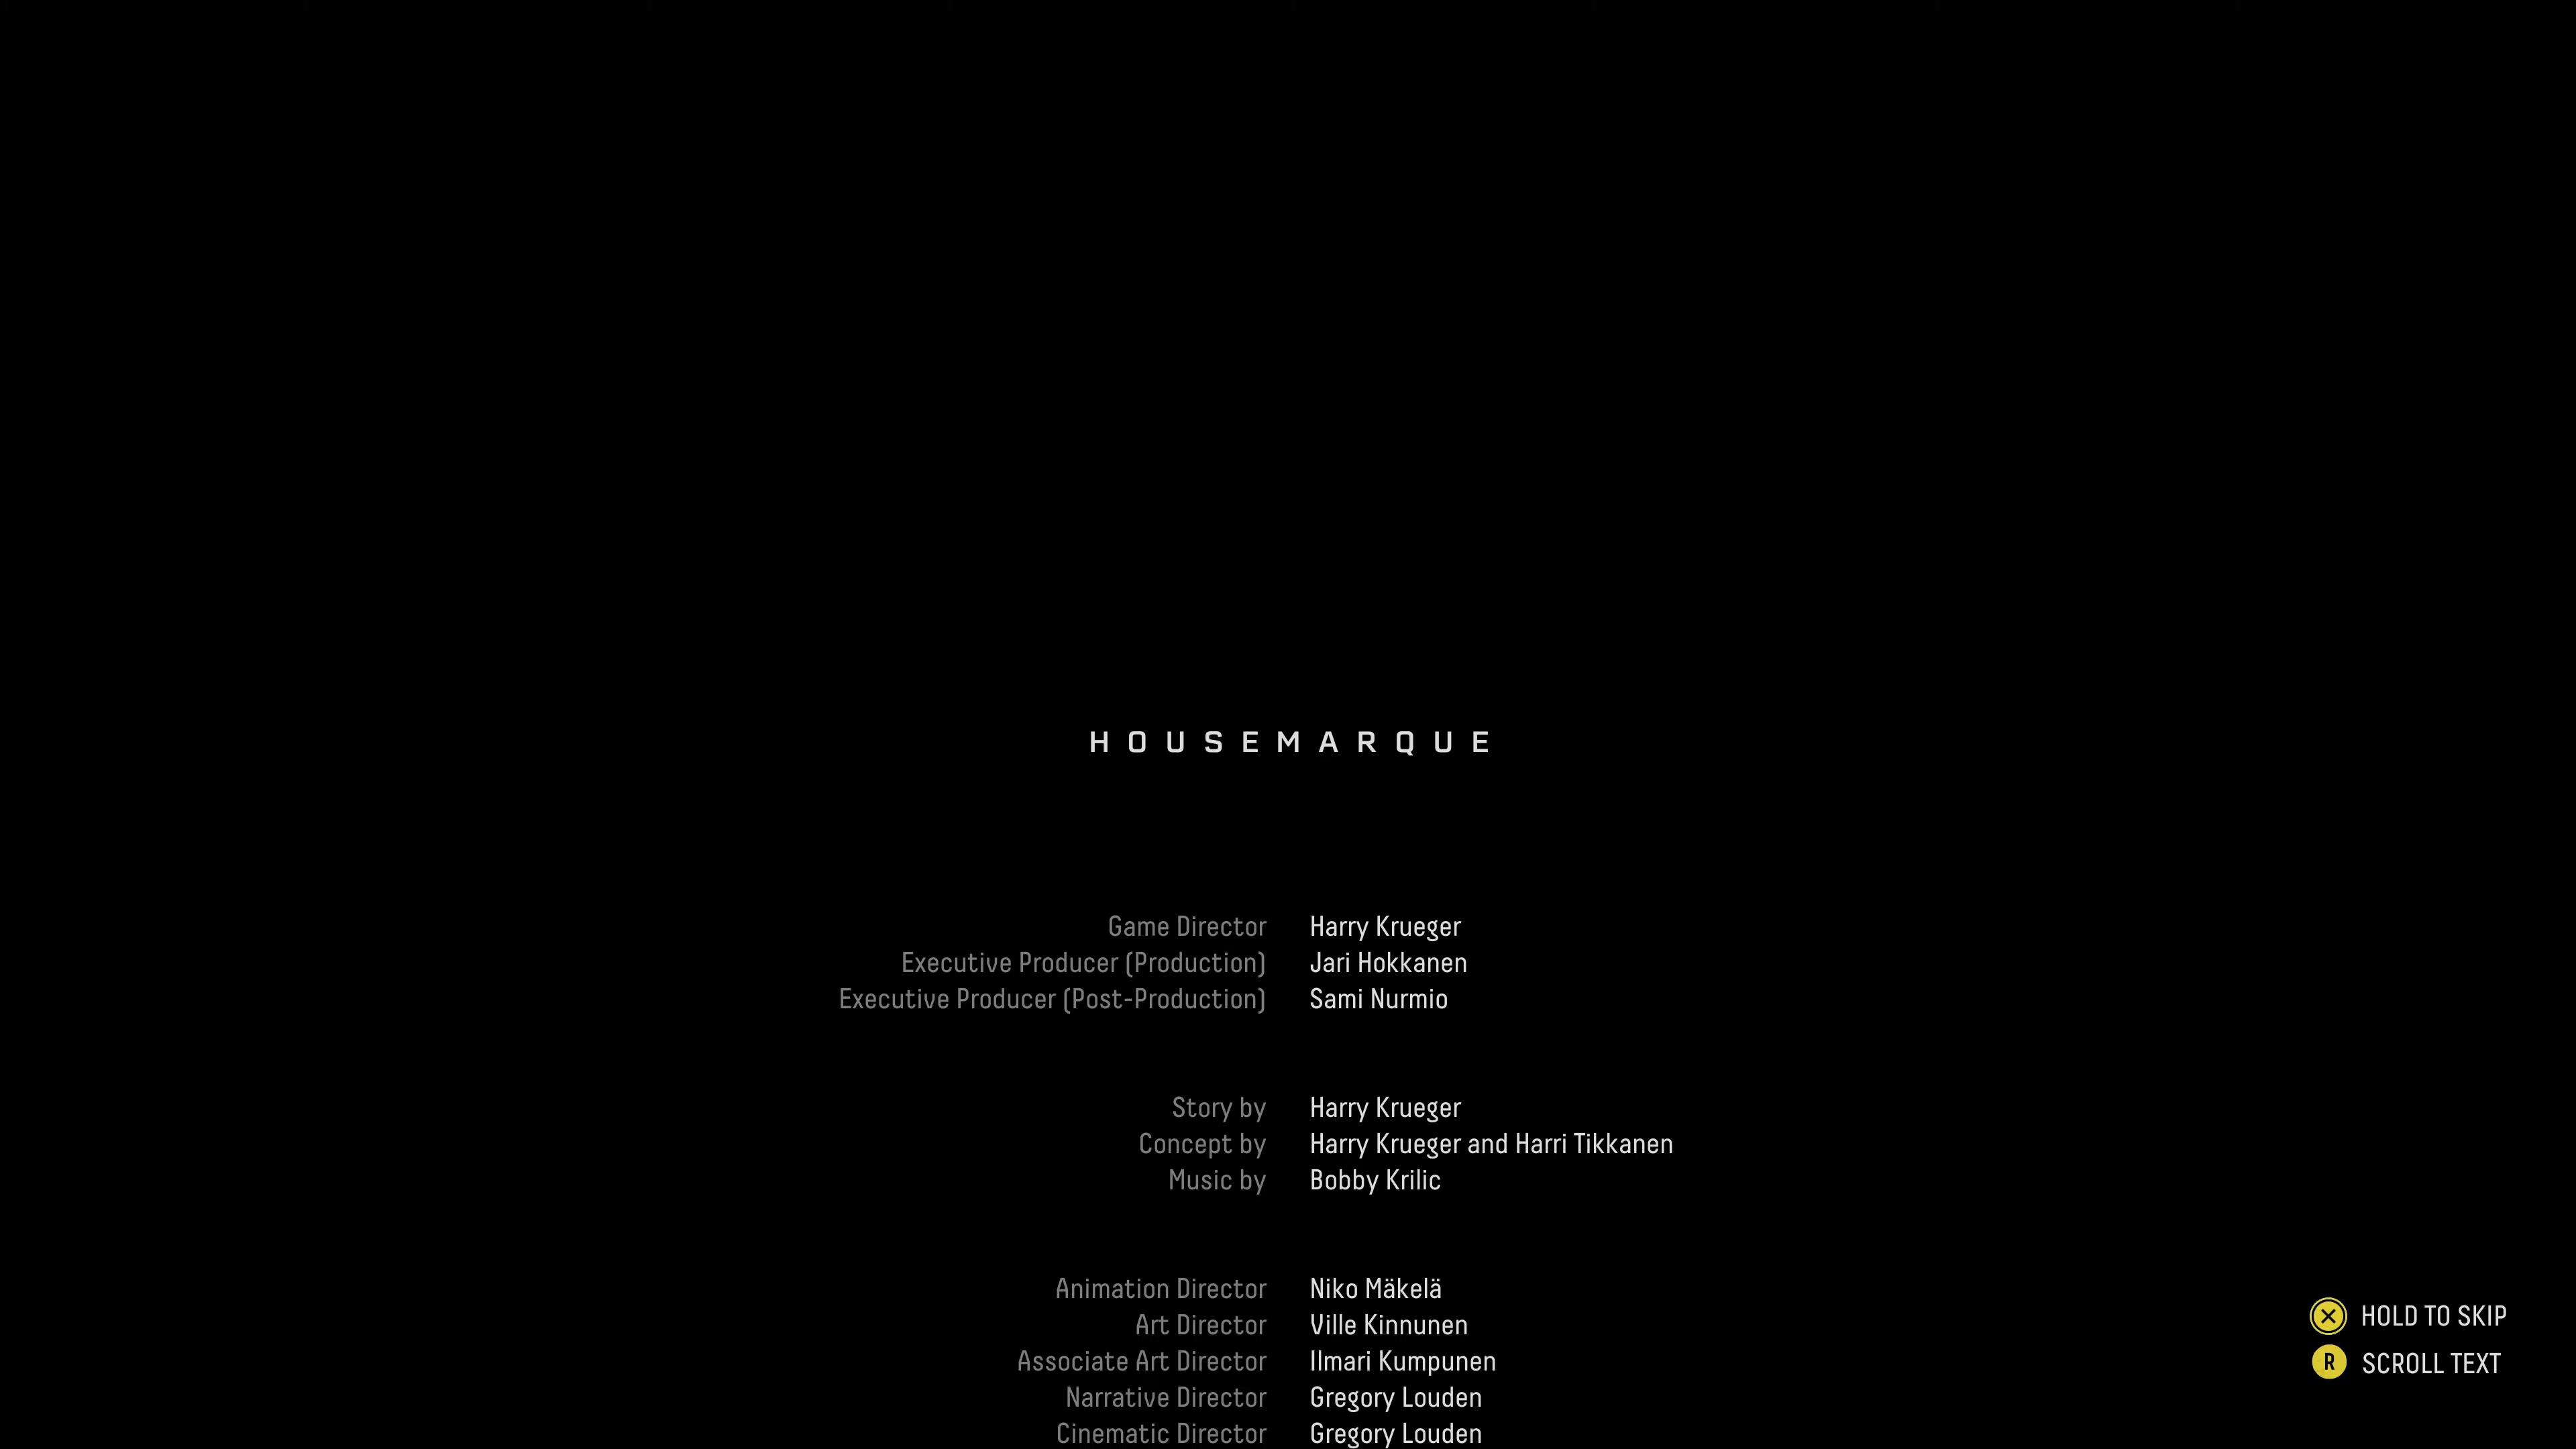 HOUSEMARQUE
Game Director Harry Krueger
Executive Producer (Production) Jari Hokkanen
Executive Producer (Post-Production) Sami Nurmio
Story by Harry Krueger
Concept by Harry Krueger and Harri Tikkanen
Music by Bobby Krilic
Animation Director Niko Mäkelä
Art Director Ville Kinnunen
Associate Art Director Ilmari Kumpunen
Narrative Director Gregory Louden
Cinematic Director Gregory Louden
HOLD TO SKIP
R SCROLL TEXT